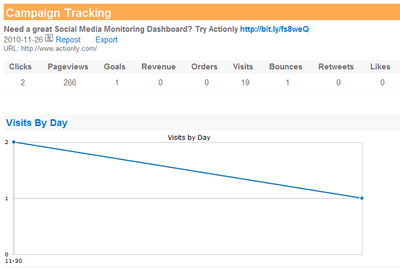 Campaign Tracking
Need a great Social Media Monitoring Dashboard? Try Actionly http://bit.ly/fs8weQ
2010-11-26 Repost Export
URL: http://www.actionly.com/
Clicks Pageviews Goals Revenue Orders Visits Bounces Retweets Likes
2 266 1 0 0 19 1 0 0
Visits By Day
Visits by Day
2
1
0
11-30